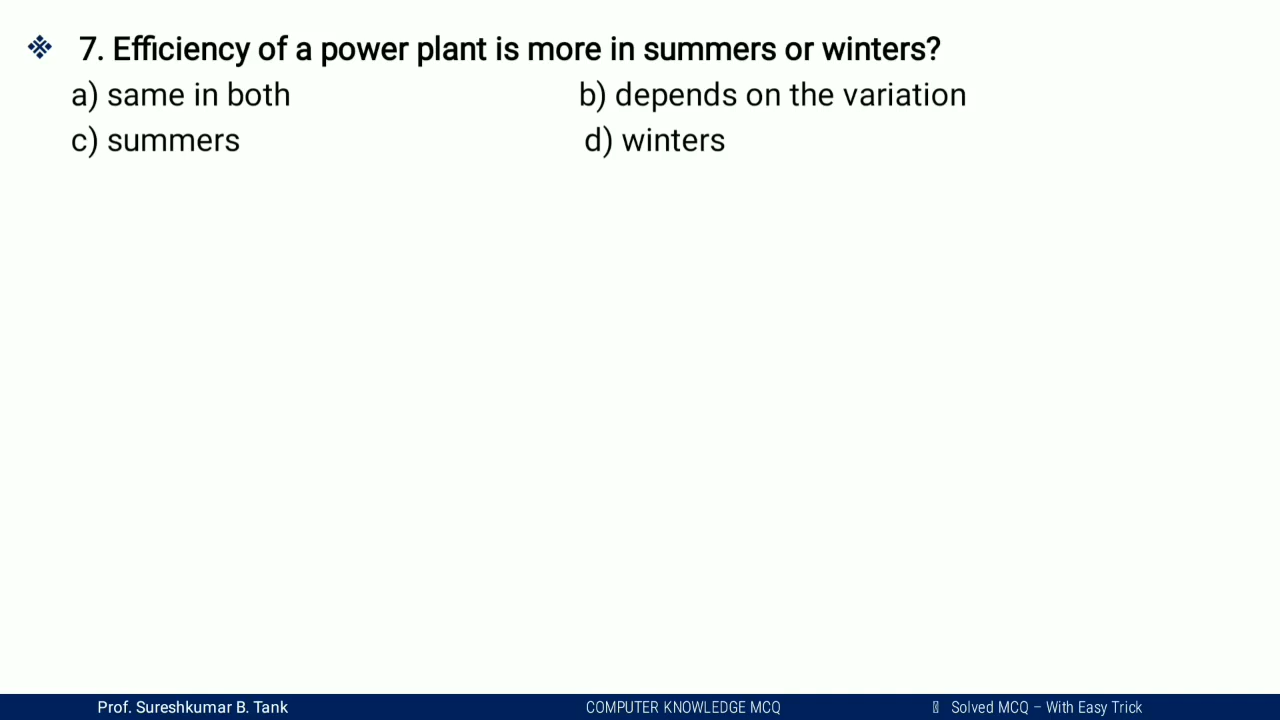 ❖ 7. Efficiency of a power plant is more in summers or winters?
a) same in both b) depends on the variation
c) summers d) winters
Prof. Sureshkumar B. Tank COMPUTER KNOWLEDGE MCQ Solved MCQ – With Easy Trick